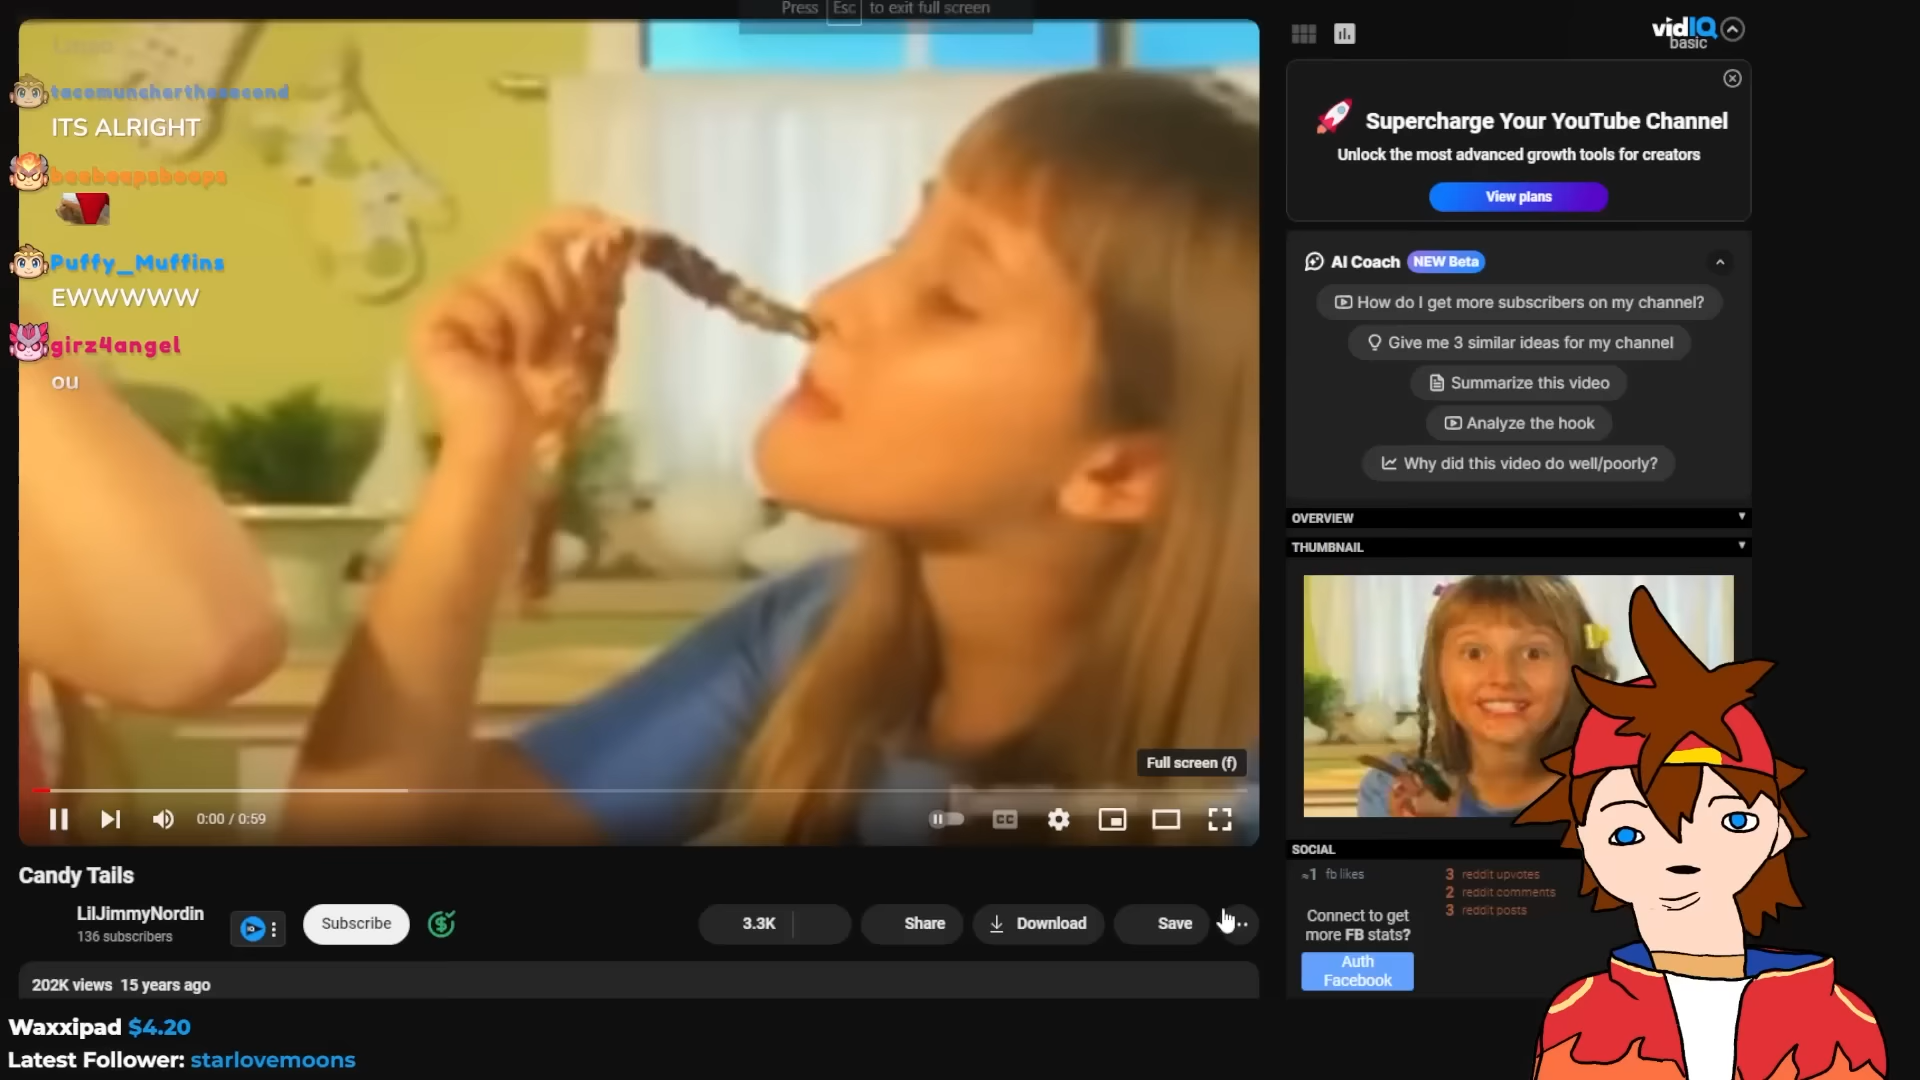 Press Esc to exit full screen
tacomuncherthesecond
ITS ALRIGHT
beeboopshoops
Puffy_Muffins
EWWWWW
girz4angel
ou
Full screen (f)
0:00 / 0:59
CC
Candy Tails
LilJimmyNordin
136 subscribers
Subscribe
3.3K
Share
Download
Save
202K views 15 years ago
Waxxipad $4.20
Latest Follower: starlovemoons
vidIQ
basic
Supercharge Your YouTube Channel
Unlock the most advanced growth tools for creators
View plans
AI Coach NEW Beta
How do I get more subscribers on my channel?
Give me 3 similar ideas for my channel
Summarize this video
Analyze the hook
Why did this video do well/poorly?
OVERVIEW
THUMBNAIL
SOCIAL
≈1 fb likes
3 reddit upvotes
2 reddit comments
3 reddit posts
Connect to get
more FB stats?
Auth
Facebook